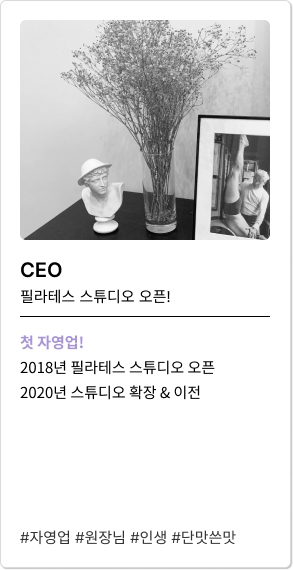 CEO
필라테스 스튜디오 오픈!
첫 자영업!
2018년 필라테스 스튜디오 오픈
2020년 스튜디오 확장 & 이전
#자영업 #원장님 #인생 #단맛쓴맛